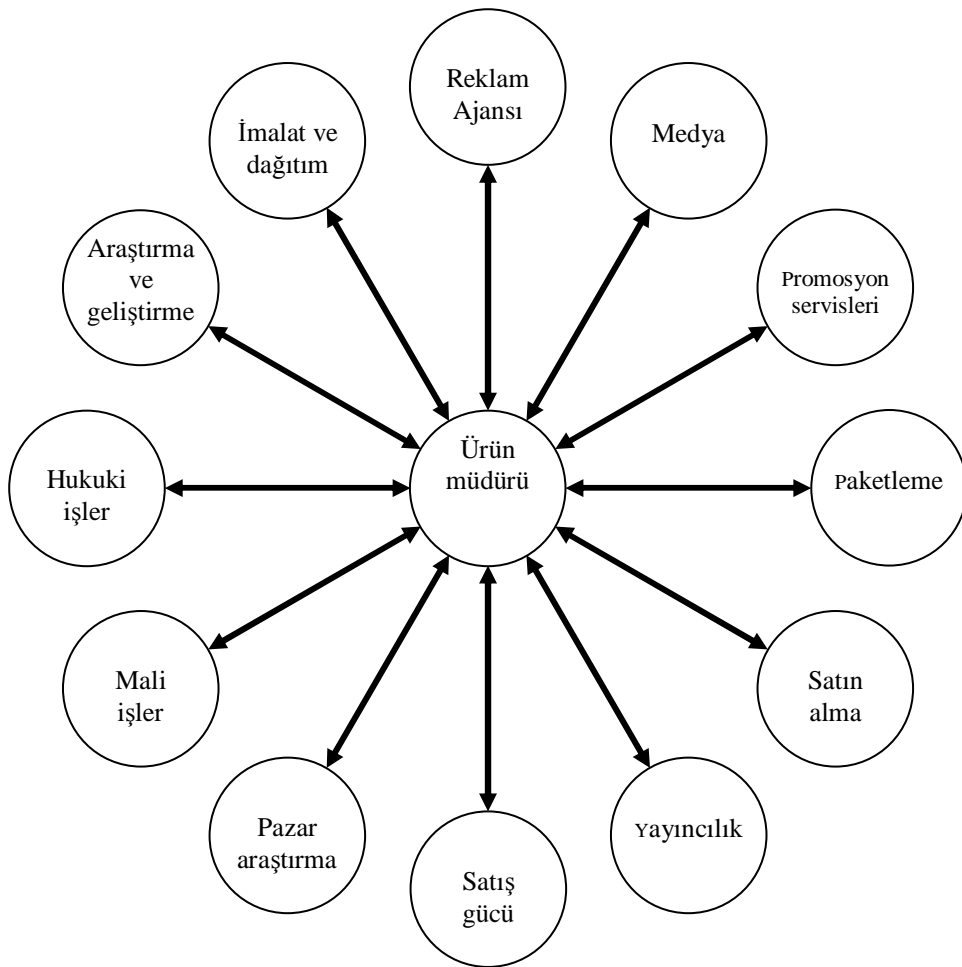 Reklam
Ajansı
Medya
Promosyon
servisleri
Paketleme
Satın
alma
Yayıncılık
Satış
gücü
Pazar
araştırma
Mali
işler
Hukuki
işler
Araştırma
ve
geliştirme
İmalat ve
dağıtım
Ürün
müdürü